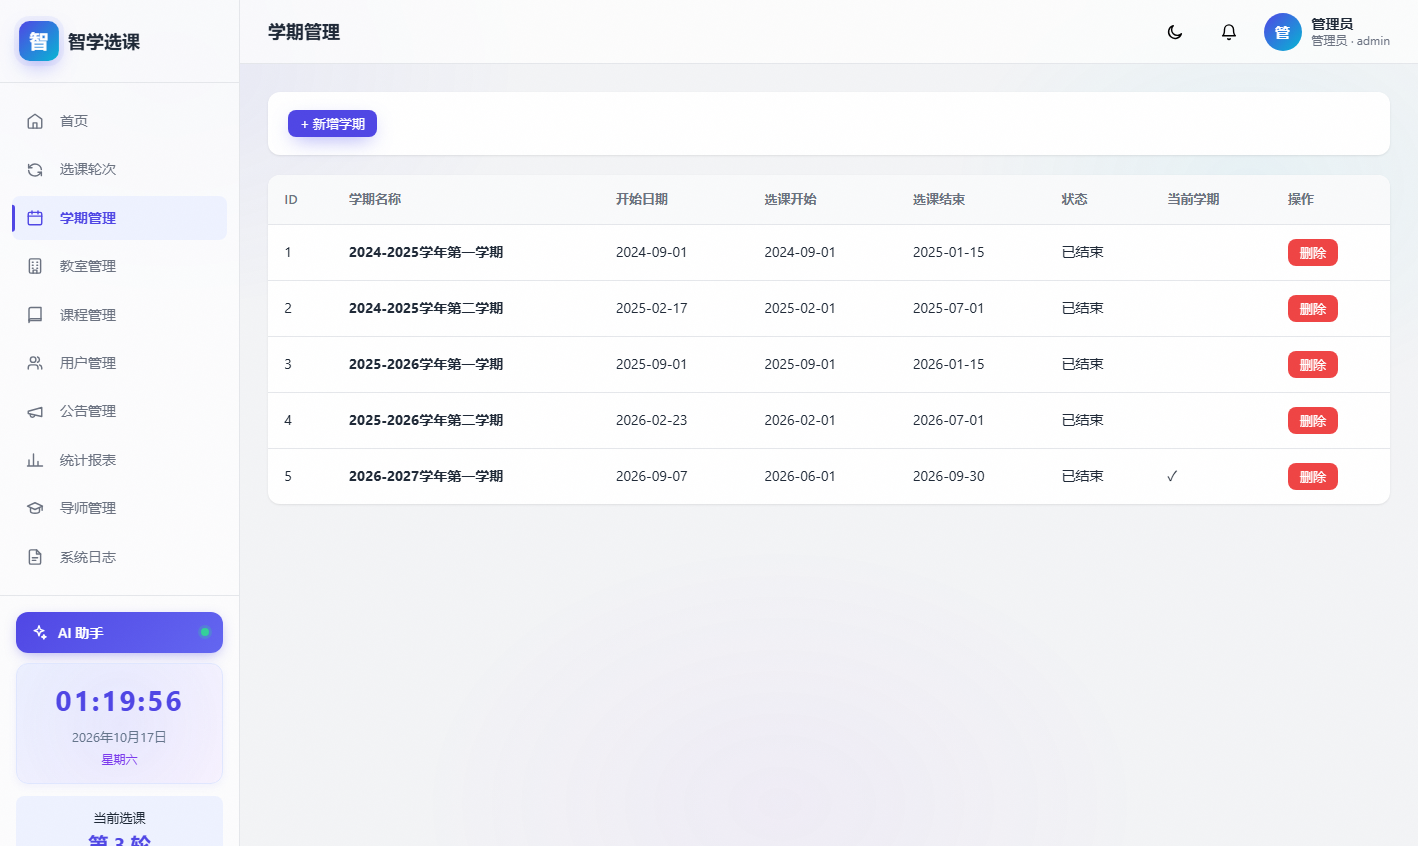 智 智学选课
首页
选课轮次
学期管理
教室管理
课程管理
用户管理
公告管理
统计报表
导师管理
系统日志
AI 助手
01:19:56
2026年10月17日
星期六
当前选课
第 3 轮
学期管理
管 管理员
管理员 · admin
+ 新增学期
ID 学期名称 开始日期 选课开始 选课结束 状态 当前学期 操作
1 2024-2025学年第一学期 2024-09-01 2024-09-01 2025-01-15 已结束 删除
2 2024-2025学年第二学期 2025-02-17 2025-02-01 2025-07-01 已结束 删除
3 2025-2026学年第一学期 2025-09-01 2025-09-01 2026-01-15 已结束 删除
4 2025-2026学年第二学期 2026-02-23 2026-02-01 2026-07-01 已结束 删除
5 2026-2027学年第一学期 2026-09-07 2026-06-01 2026-09-30 已结束 ✓ 删除